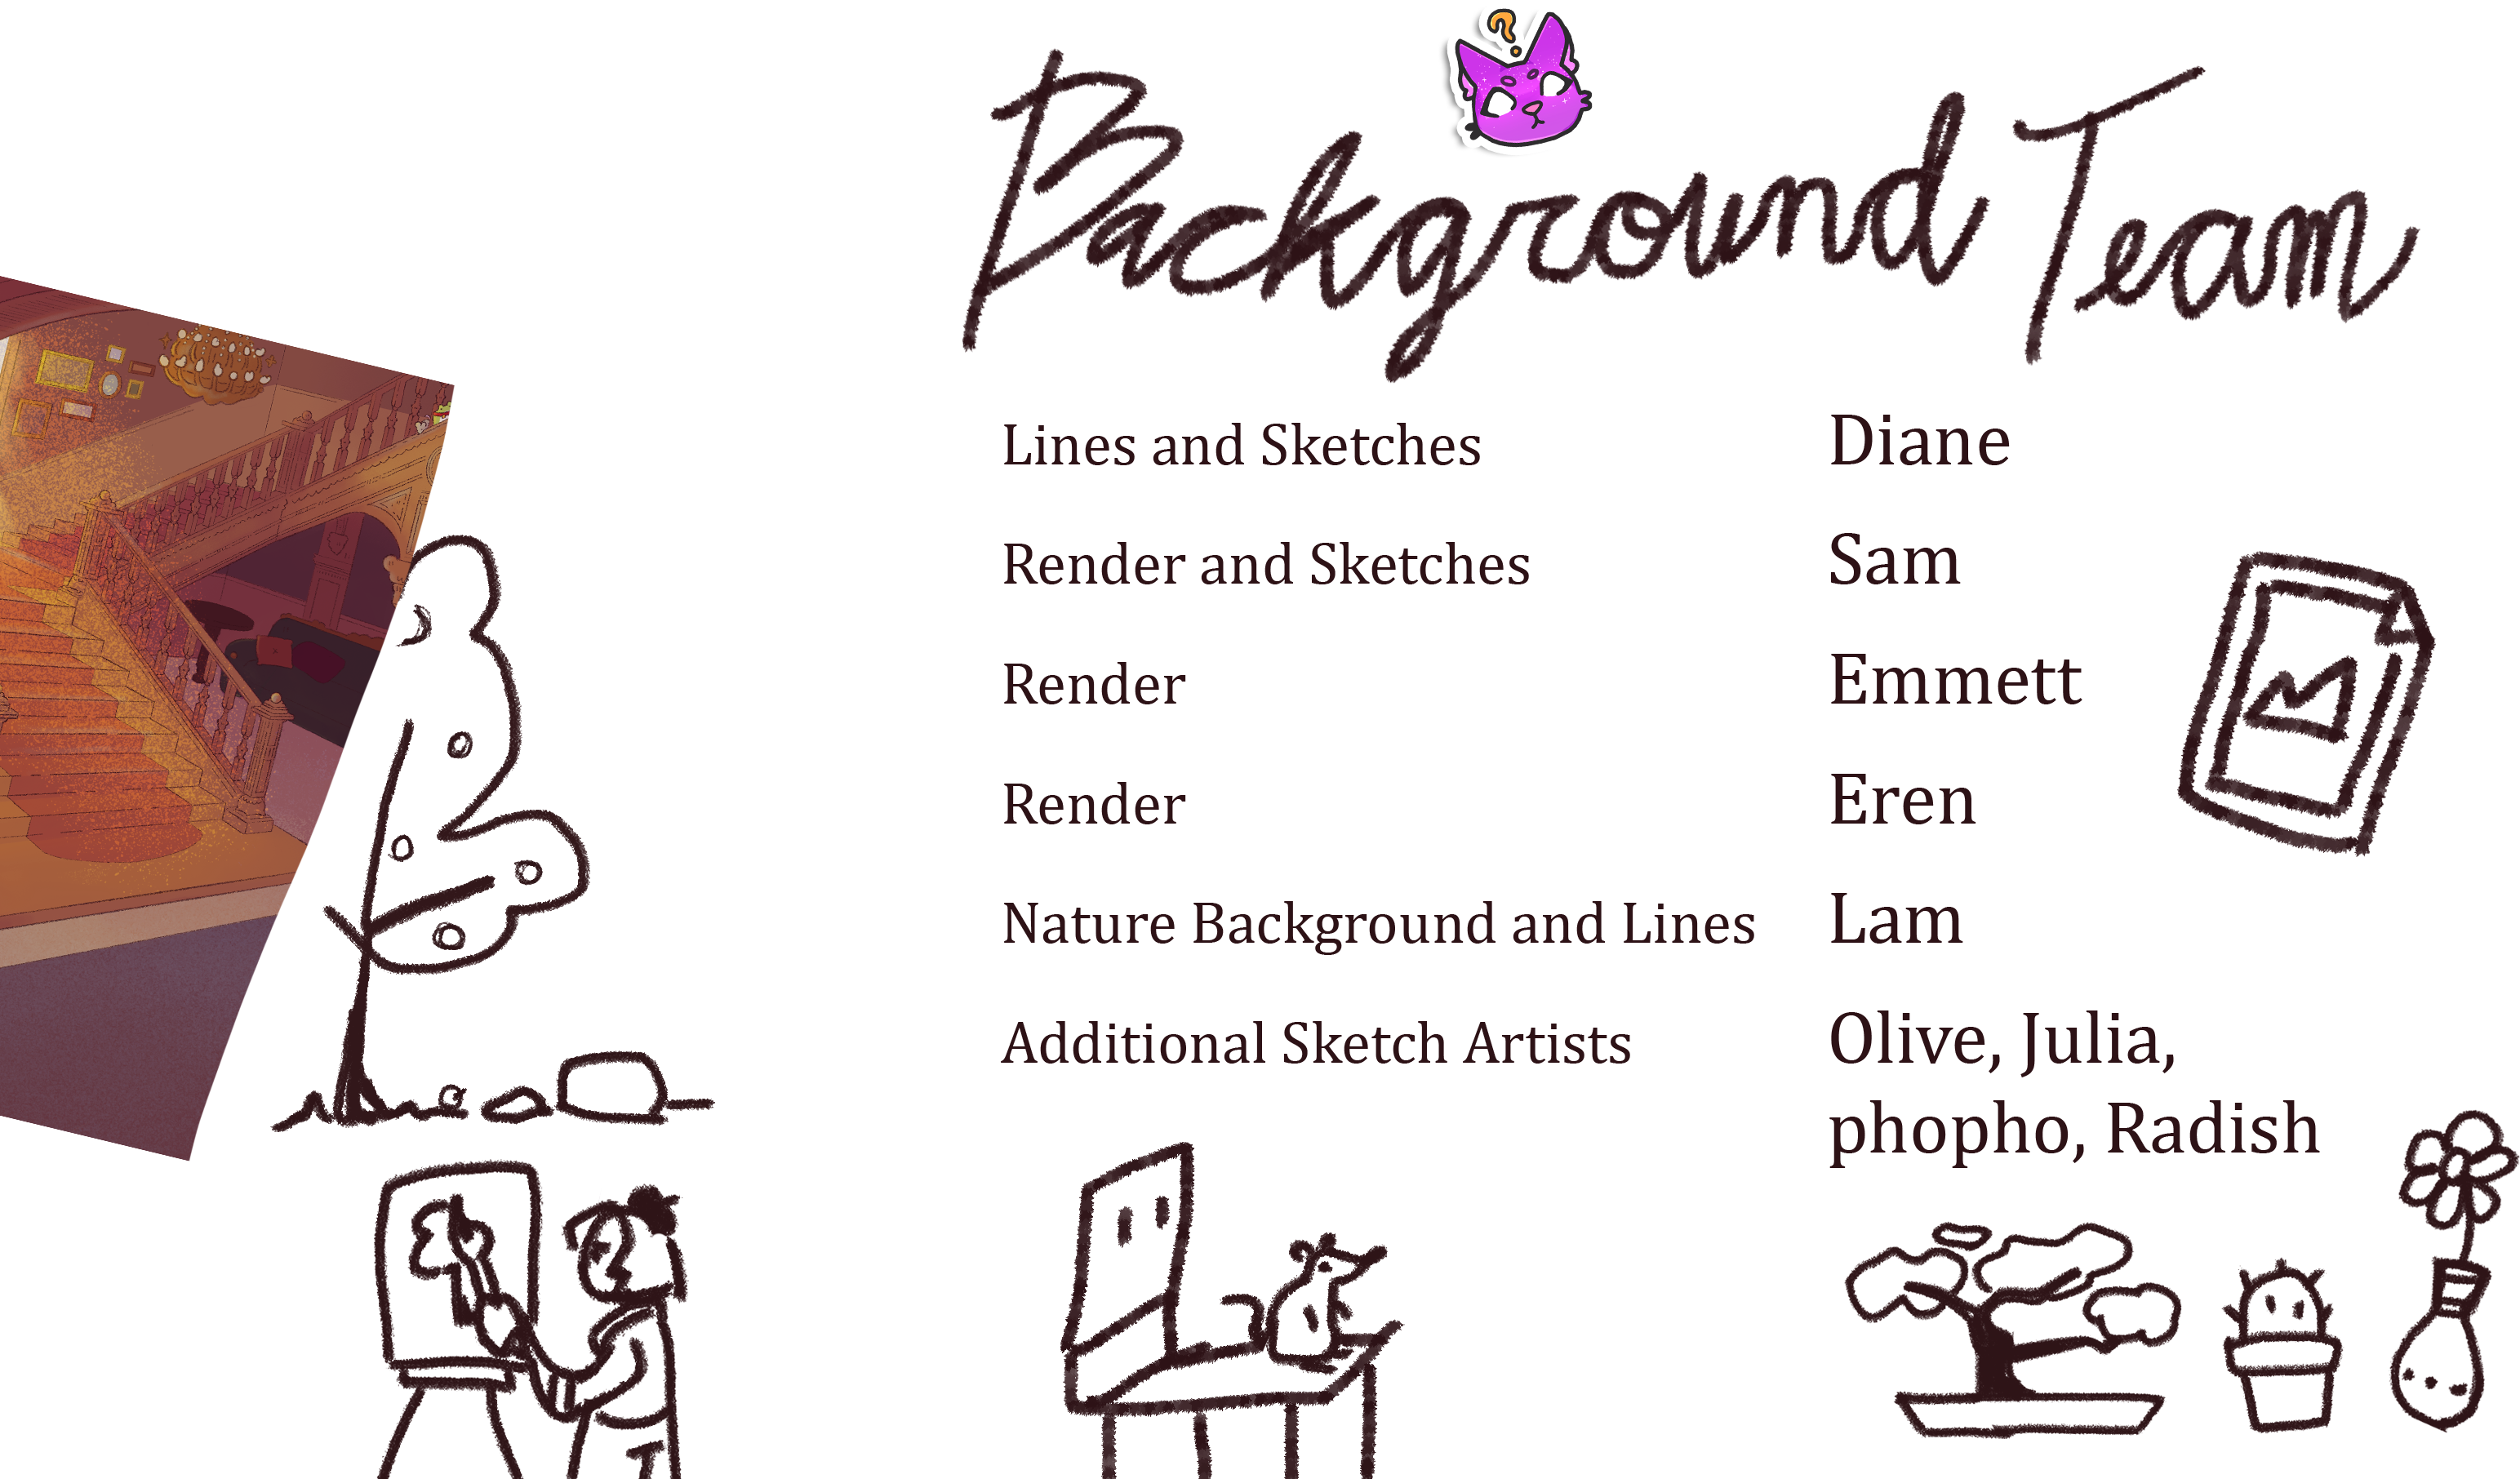 ?
Background Team
Lines and Sketches Diane
Render and Sketches Sam
Render Emmett
Render Eren
Nature Background and Lines Lam
Additional Sketch Artists Olive, Julia,
phopho, Radish